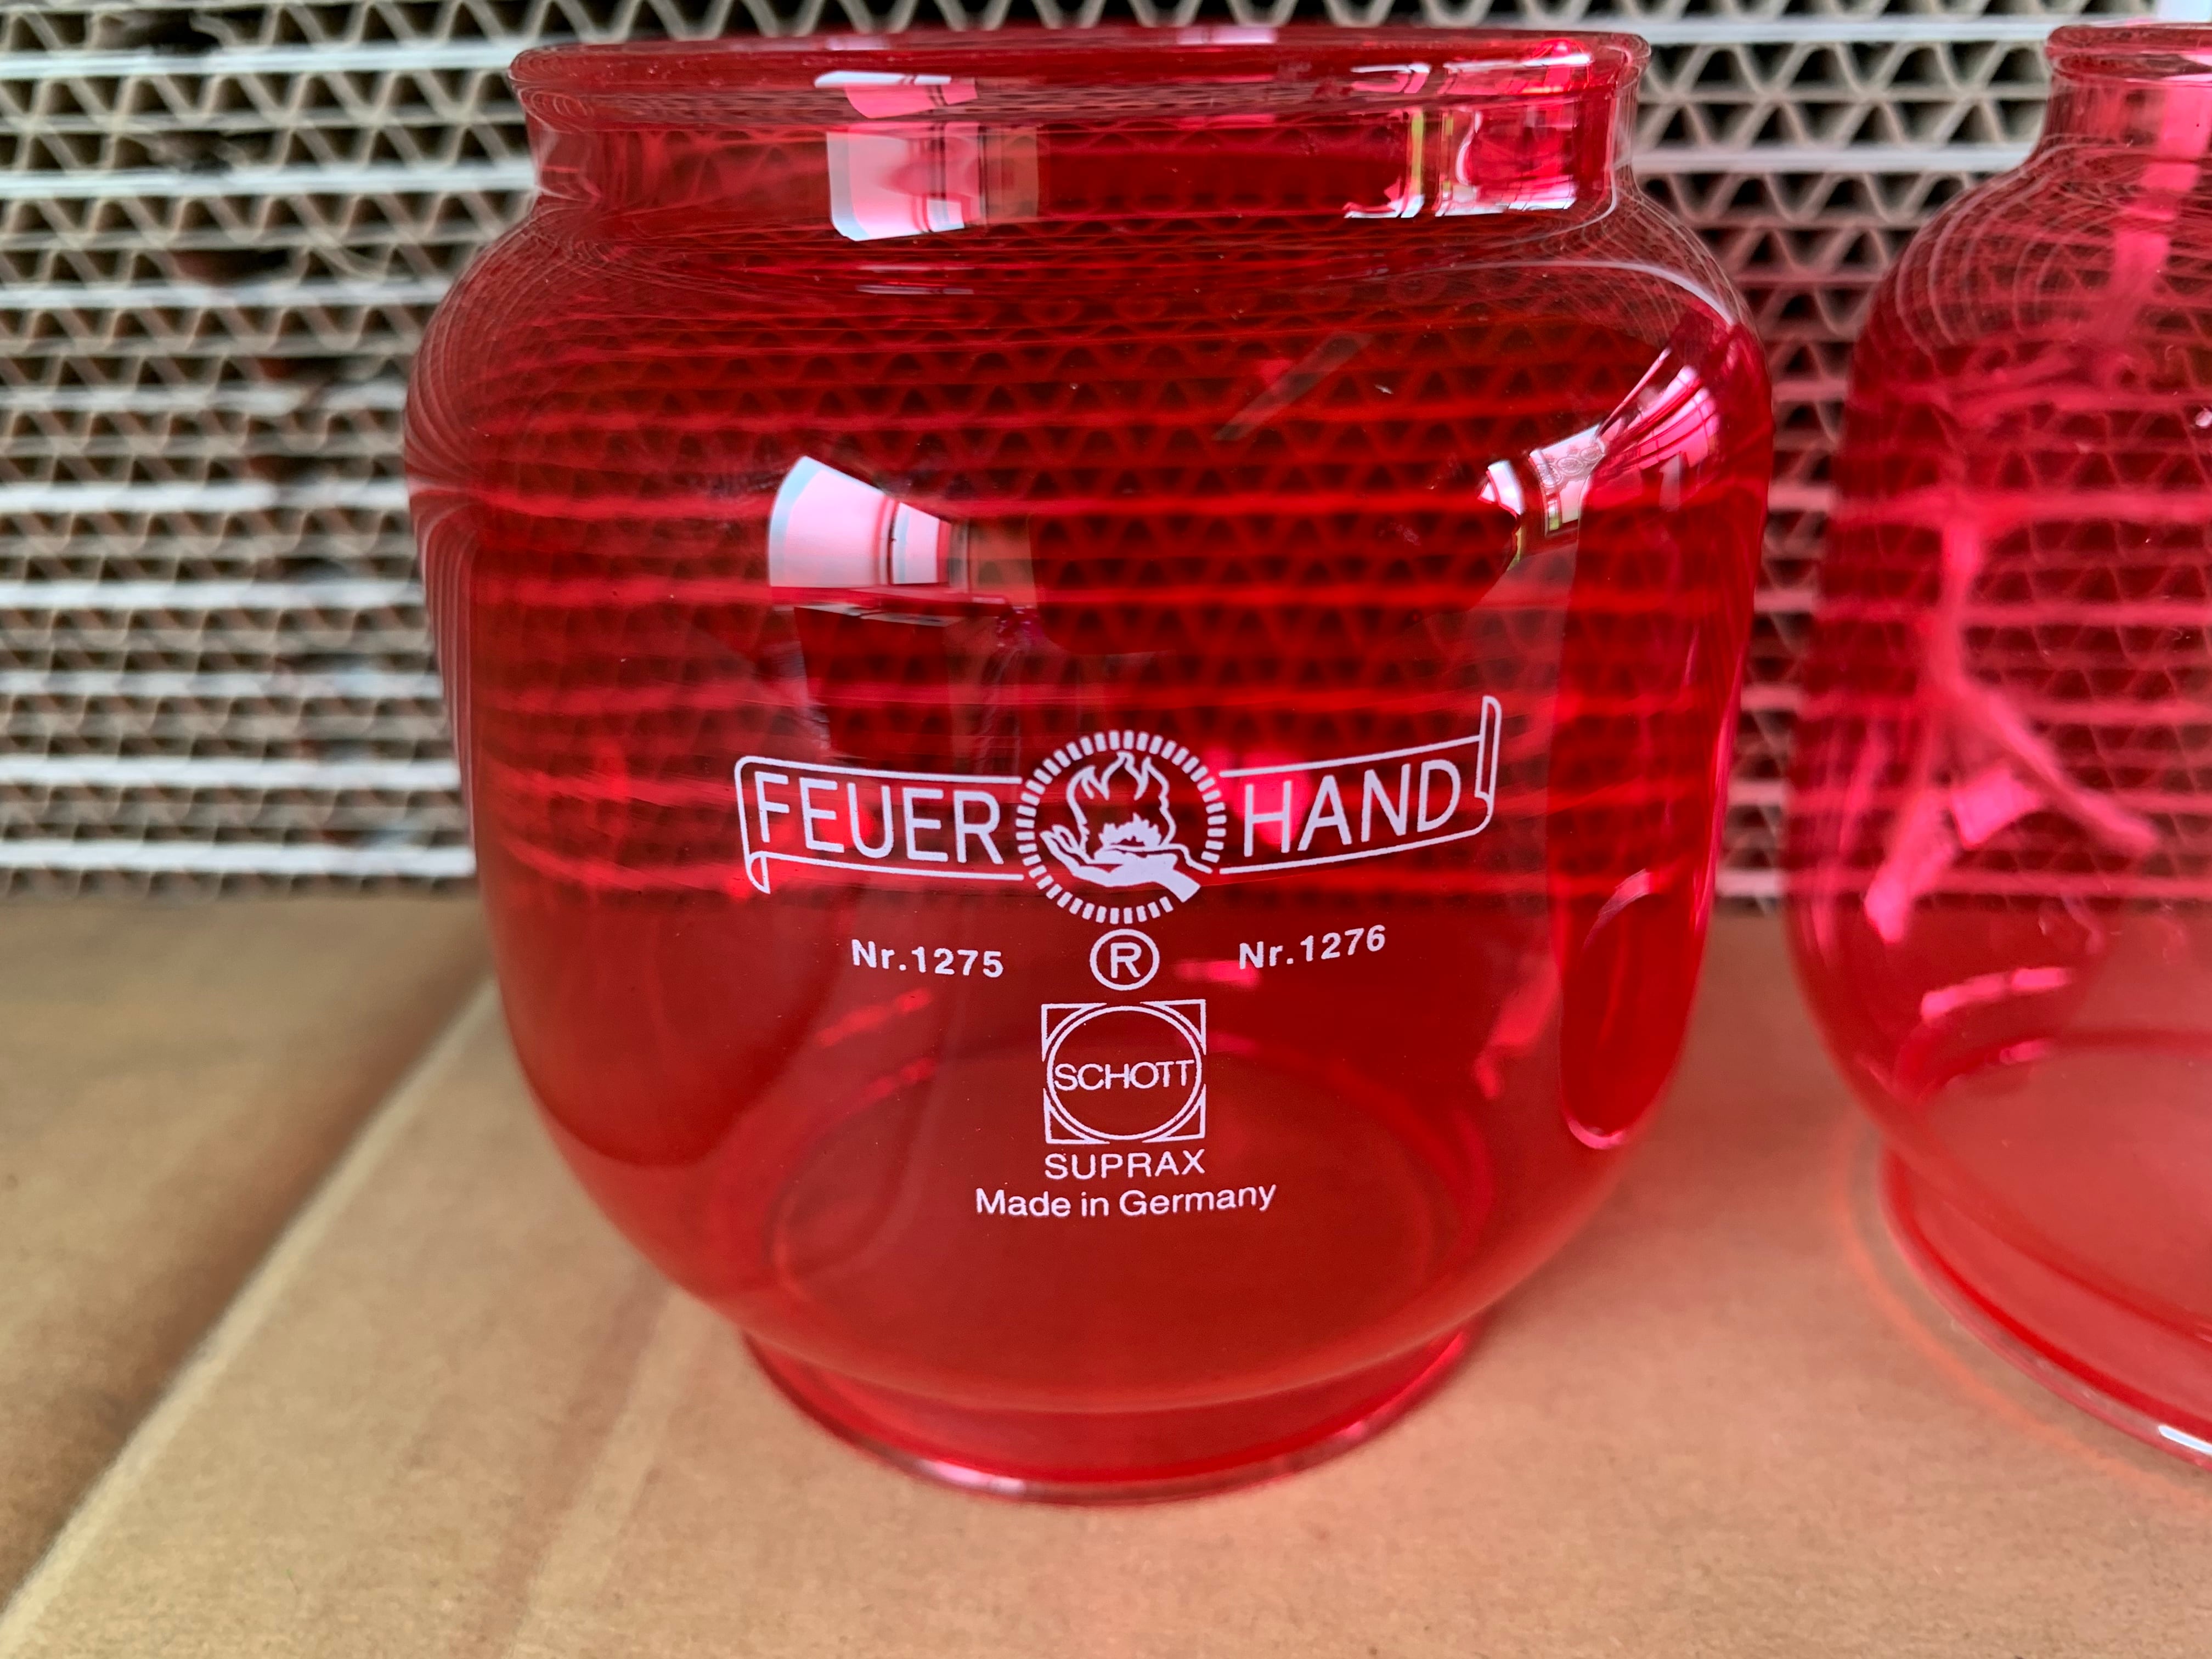 FEUER HAND
Nr.1275 ® Nr.1276
SCHOTT
SUPRAX
Made in Germany